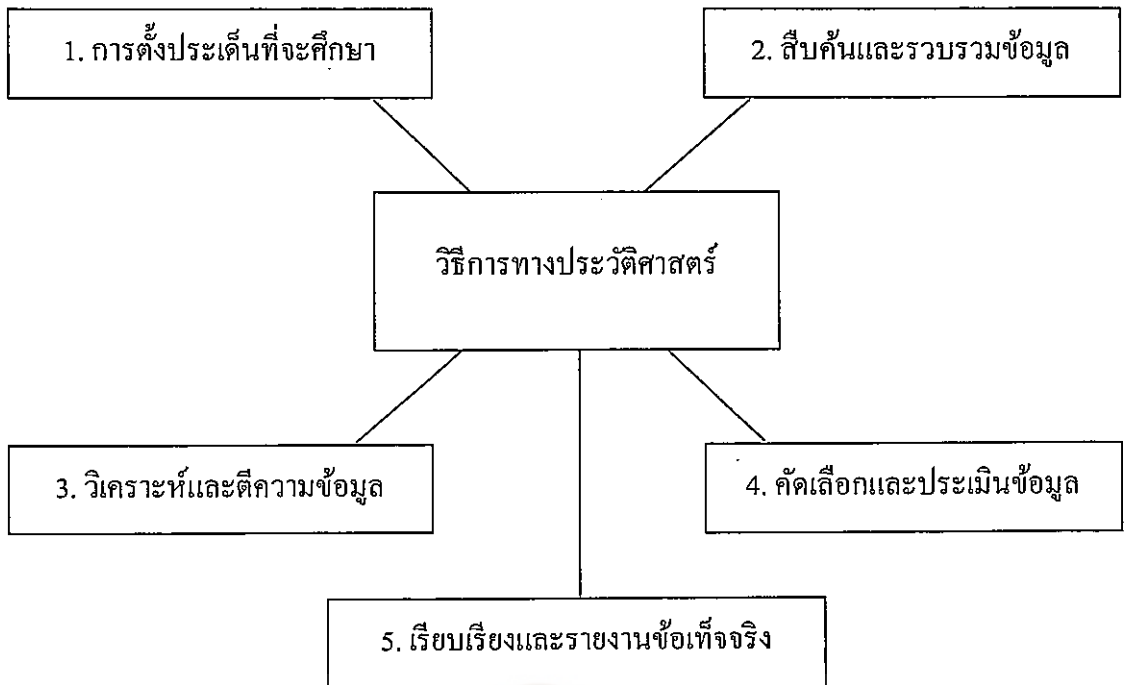 1. การตั้งประเด็นที่จะศึกษา
2. สืบค้นและรวบรวมข้อมูล
วิธีการทางประวัติศาสตร์
3. วิเคราะห์และตีความข้อมูล
4. คัดเลือกและประเมินข้อมูล
5. เรียบเรียงและรายงานข้อเท็จจริง